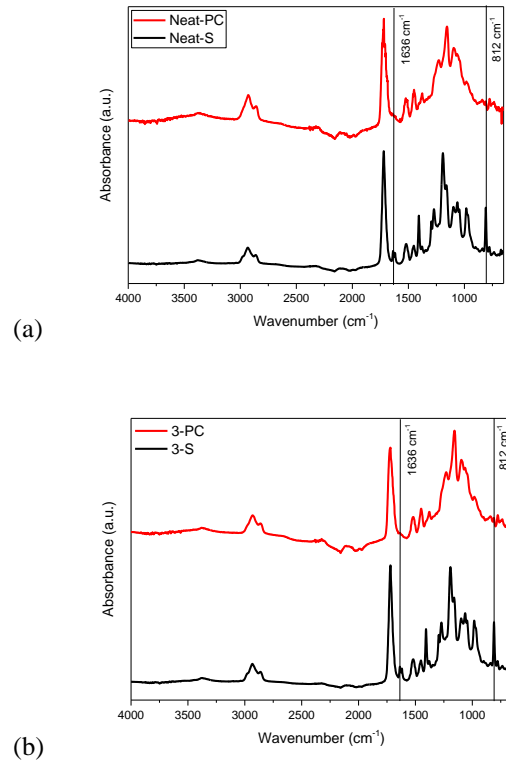 Neat-PC
Neat-S
1636 cm-1
812 cm-1
Absorbance (a.u.)
4000 3000 2500 2000 1500 1000
Wavenumber (cm-1)
(a)
3-PC
3-S
1636 cm-1
812 cm-1
Absorbance (a.u.)
4000 3000 2500 2000 1500 1000
Wavenumber (cm-1)
(b)